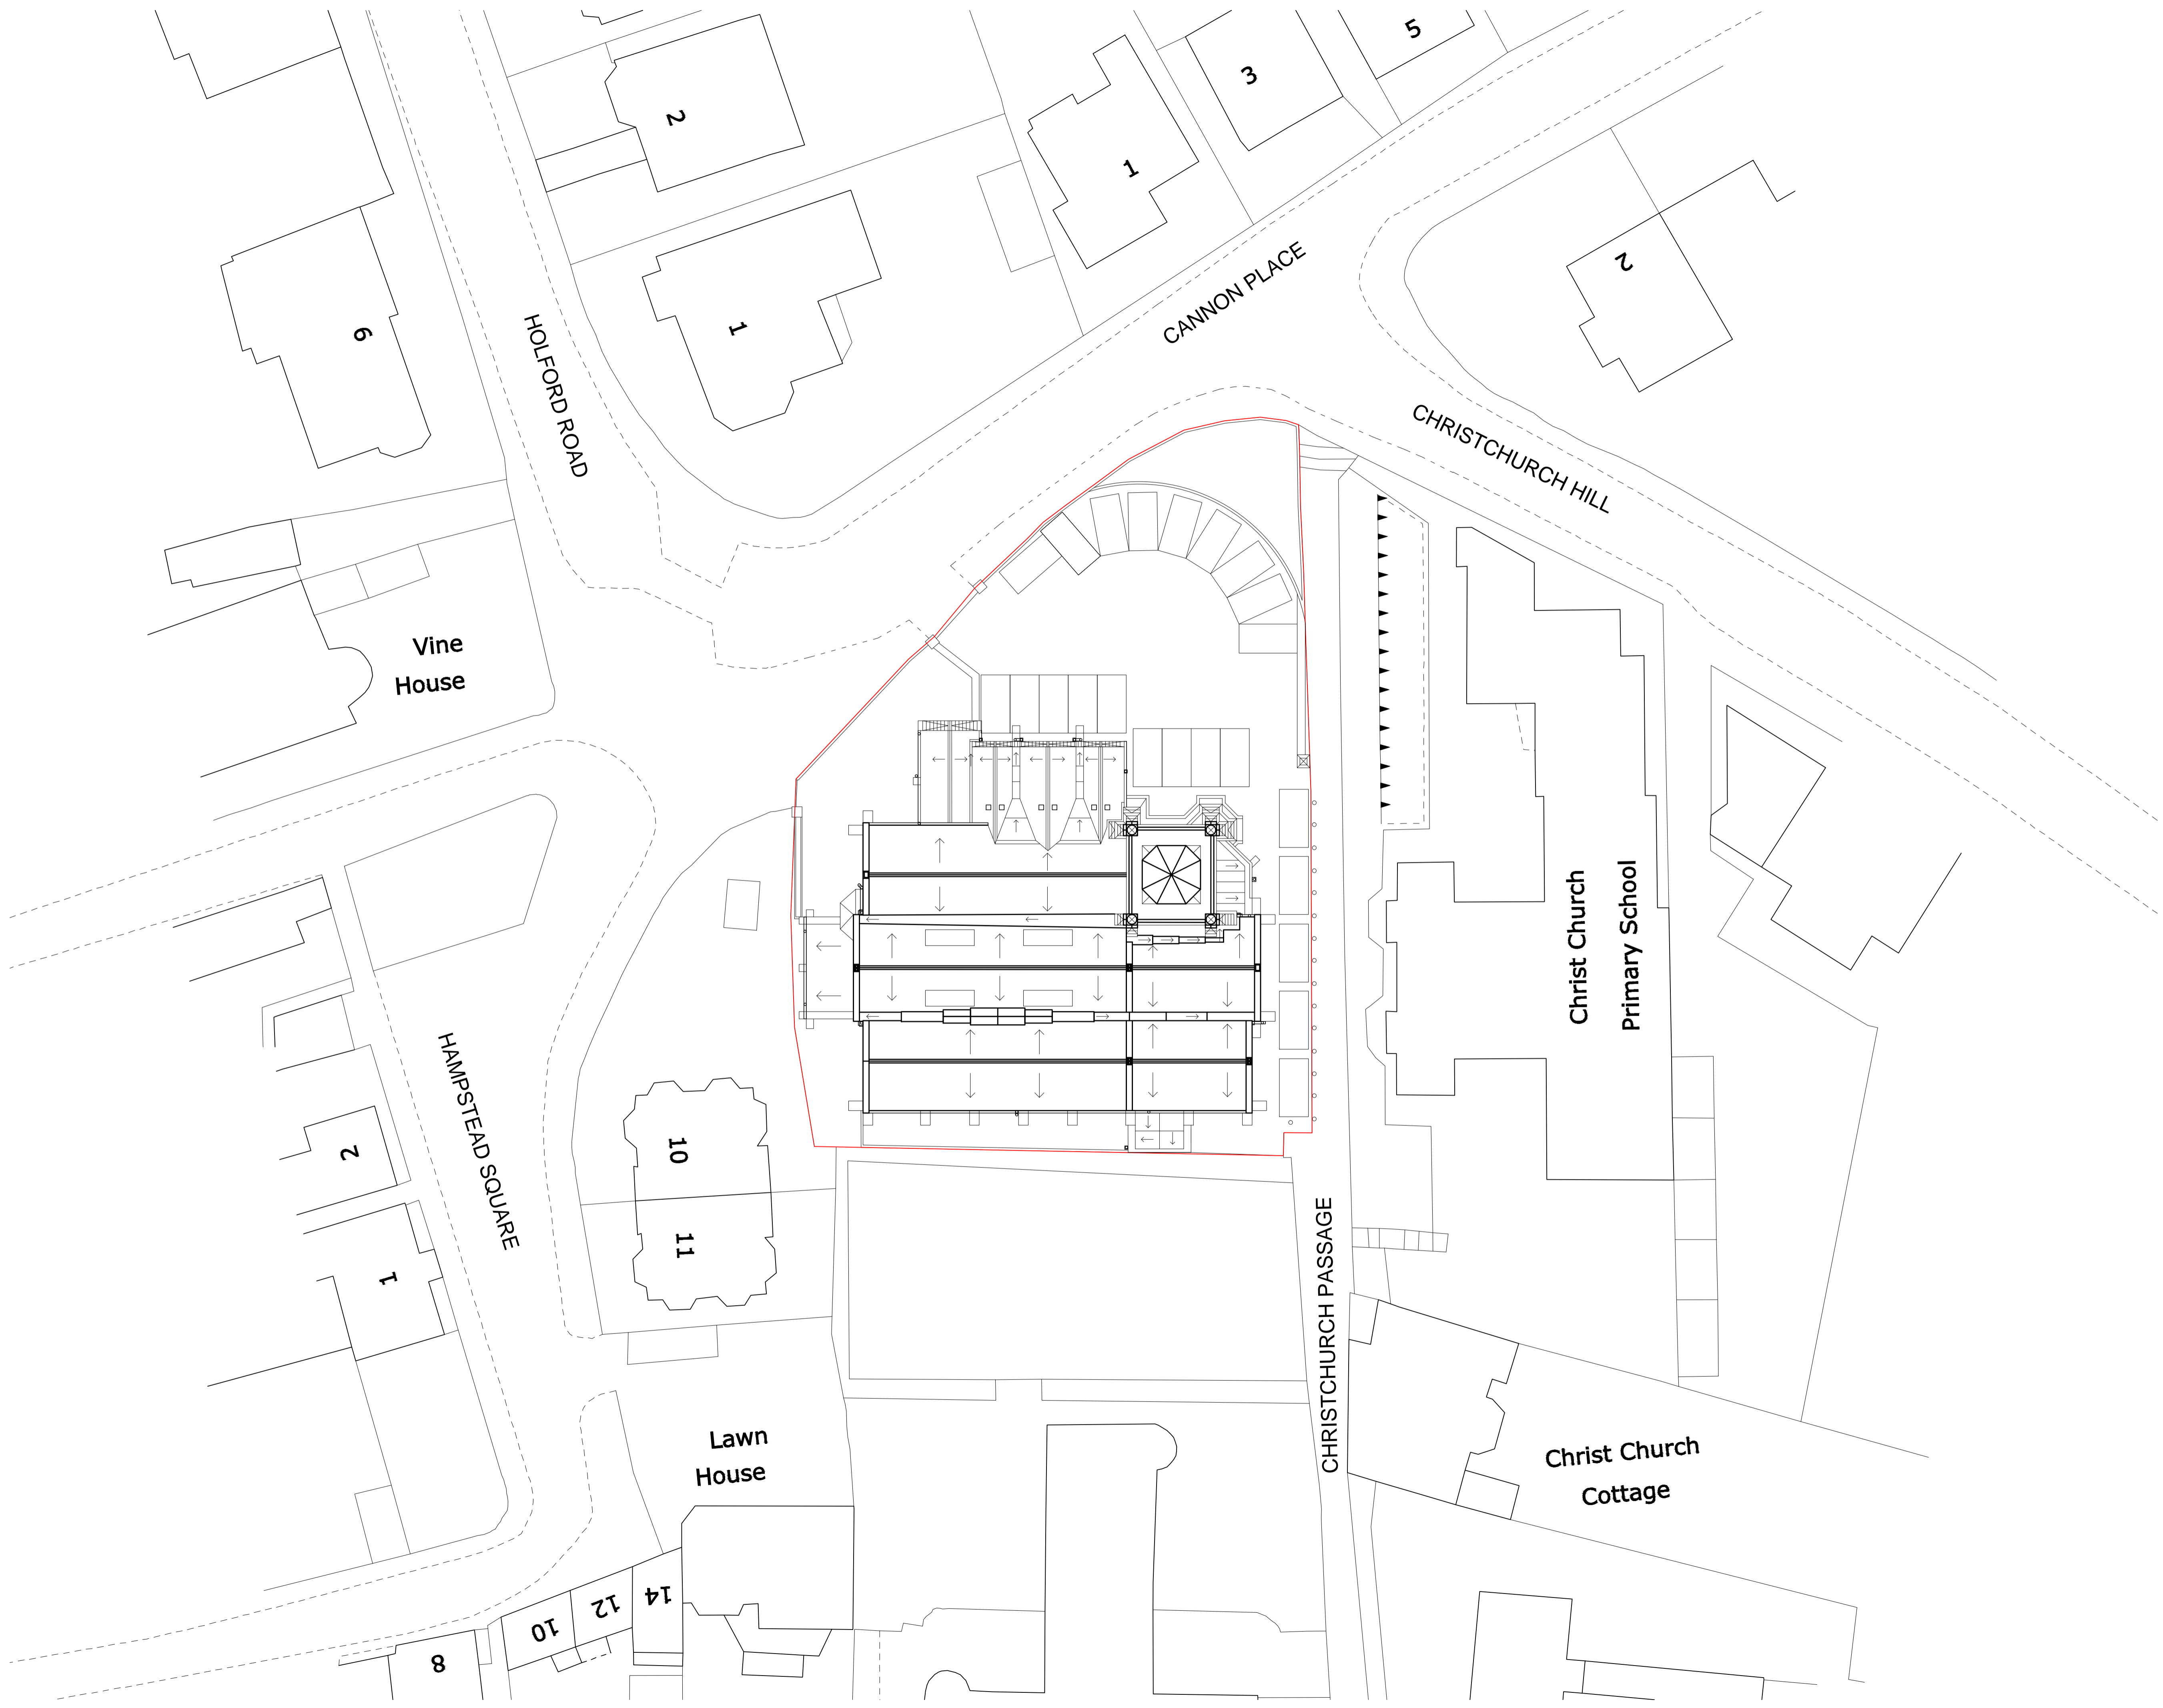 5
3
2
1
CANNON PLACE
2
6
1
HOLFORD ROAD
CHRISTCHURCH HILL
Vine
House
Christ Church
Primary School
HAMPSTEAD SQUARE
10
2
11
1
CHRISTCHURCH PASSAGE
Lawn
House
Christ Church
Cottage
14
12
10
8